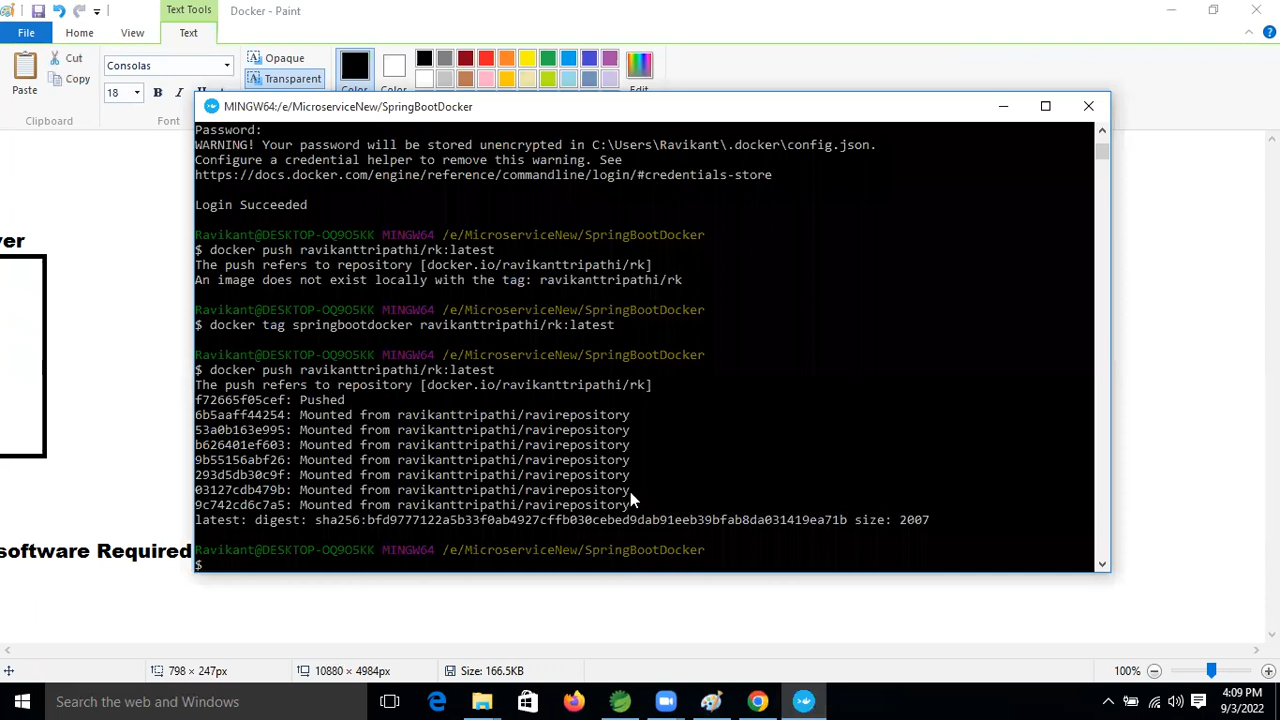 Text Tools
Docker - Paint
File
Home
View
Text
Paste
Cut
Copy
Clipboard
Consolas
18
B
I
Font
Opaque
Transparent
Color
Color
Edit
MINGW64:/e/MicroserviceNew/SpringBootDocker
Password:
WARNING! Your password will be stored unencrypted in C:\Users\Ravikant\.docker\config.json.
Configure a credential helper to remove this warning. See
https://docs.docker.com/engine/reference/commandline/login/#credentials-store
Login Succeeded
Ravikant@DESKTOP-OQ9O5KK MINGW64 /e/MicroserviceNew/SpringBootDocker
$ docker push ravikanttripathi/rk:latest
The push refers to repository [docker.io/ravikanttripathi/rk]
An image does not exist locally with the tag: ravikanttripathi/rk
Ravikant@DESKTOP-OQ9O5KK MINGW64 /e/MicroserviceNew/SpringBootDocker
$ docker tag springbootdocker ravikanttripathi/rk:latest
Ravikant@DESKTOP-OQ9O5KK MINGW64 /e/MicroserviceNew/SpringBootDocker
$ docker push ravikanttripathi/rk:latest
The push refers to repository [docker.io/ravikanttripathi/rk]
f72665f05cef: Pushed
6b5aaff44254: Mounted from ravikanttripathi/ravirepository
53a0b163e995: Mounted from ravikanttripathi/ravirepository
b626401ef603: Mounted from ravikanttripathi/ravirepository
9b55156abf26: Mounted from ravikanttripathi/ravirepository
293d5db30c9f: Mounted from ravikanttripathi/ravirepository
03127cdb479b: Mounted from ravikanttripathi/ravirepository
9c742cd6c7a5: Mounted from ravikanttripathi/ravirepository
latest: digest: sha256:bfd9777122a5b33f0ab4927cffb030cebed9dab91eeb39bfab8da031419ea71b size: 2007
Ravikant@DESKTOP-OQ9O5KK MINGW64 /e/MicroserviceNew/SpringBootDocker
$
ver
software Required
798 × 247px
10880 × 4984px
Size: 166.5KB
100%
Search the web and Windows
4:09 PM
9/3/2022